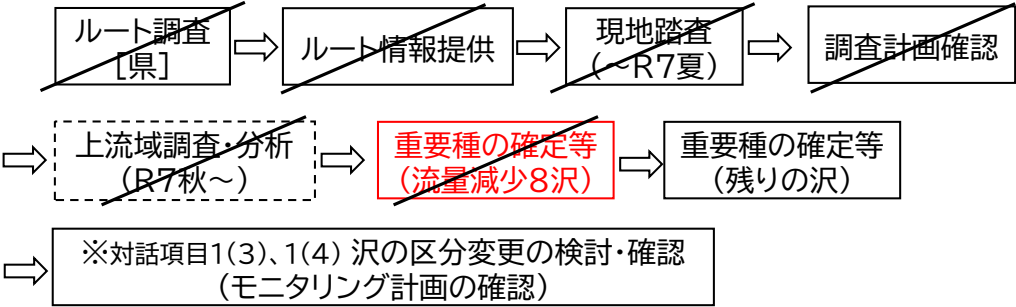 ルート調査
[県]
ルート情報提供
現地踏査
(～R7夏)
調査計画確認
上流域調査・分析
(R7秋～)
重要種の確定等
(流量減少8沢)
重要種の確定等
(残りの沢)
※対話項目1(3)、1(4) 沢の区分変更の検討・確認
(モニタリング計画の確認)